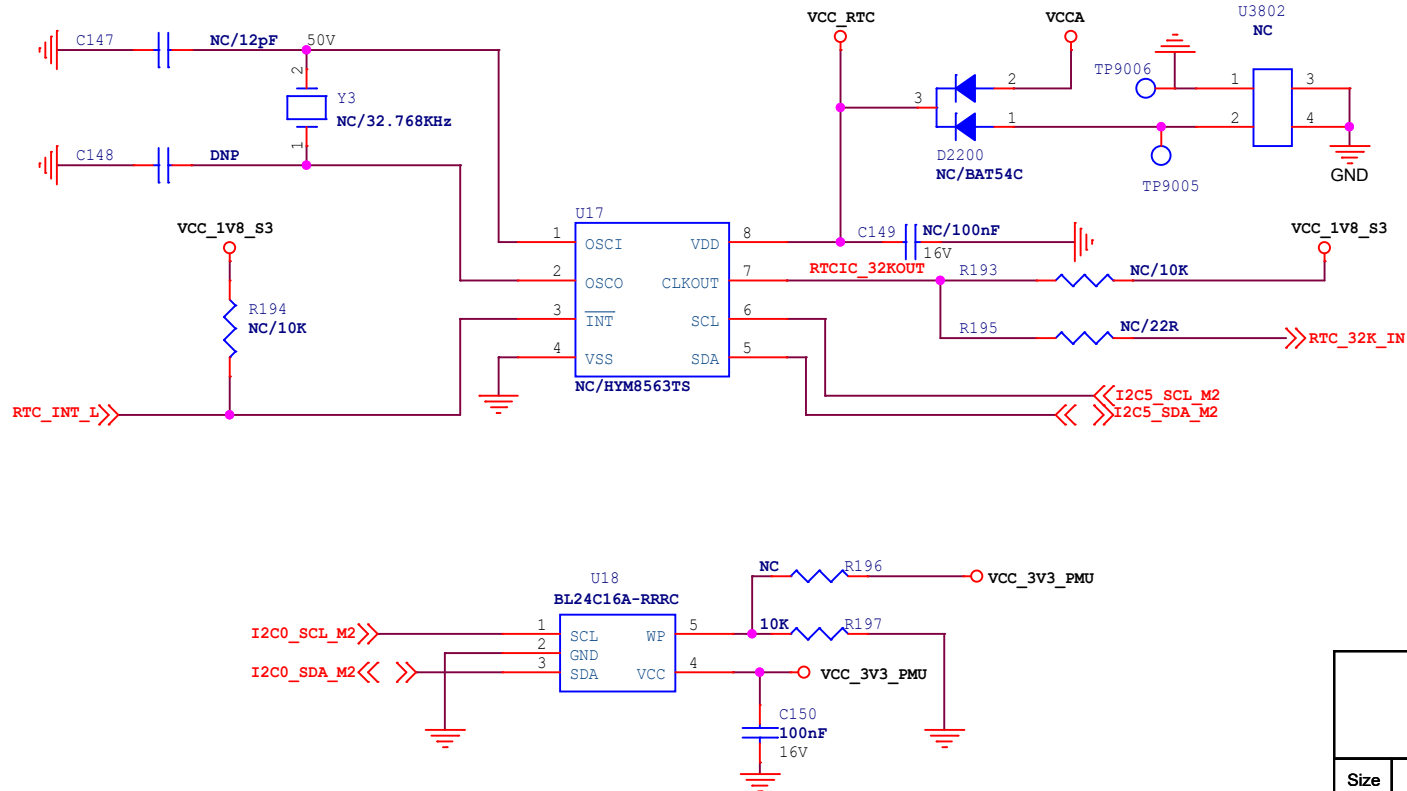 VCC_RTC
VCCA
U3802
NC
C147
NC/12pF
50V
2
Y3
NC/32.768KHz
1
C148
DNP
TP9006
1
3
2
4
3
2
1
D2200
NC/BAT54C
TP9005
GND
VCC_1V8_S3
R194
NC/10K
RTC_INT_L
U17
1
OSCI
2
OSCO
3
INT
4
VSS
VDD
8
CLKOUT
7
SCL
6
SDA
5
NC/HYM8563TS
C149
NC/100nF
16V
RTCIC_32KOUT
R193
NC/10K
VCC_1V8_S3
R195
NC/22R
RTC_32K_IN
I2C5_SCL_M2
I2C5_SDA_M2
U18
BL24C16A-RRRC
I2C0_SCL_M2
1
SCL
2
GND
I2C0_SDA_M2
3
SDA
WP
5
VCC
4
NC
R196
VCC_3V3_PMU
10K
R197
VCC_3V3_PMU
C150
100nF
16V
Size